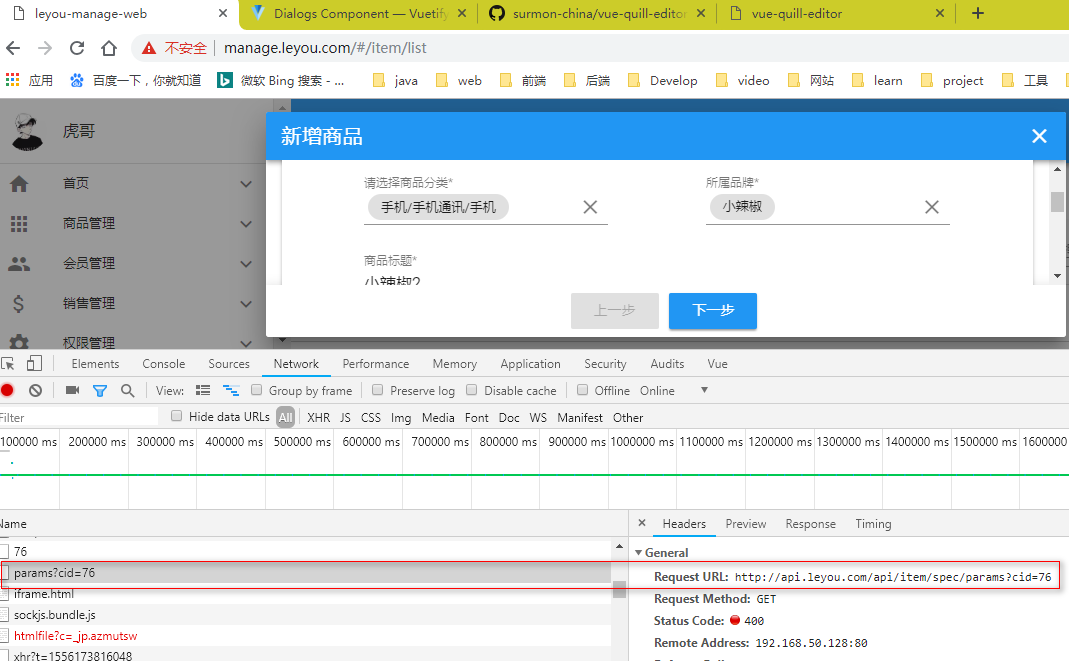 leyou-manage-web
Dialogs Component — Vuetify
surmon-china/vue-quill-editor
vue-quill-editor
不安全 manage.leyou.com/#/item/list
应用 百度一下，你就知道 微软 Bing 搜索 - ... java web 前端 后端 Develop video 网站 learn project 工具
虎哥
首页
商品管理
会员管理
销售管理
权限管理
新增商品
请选择商品分类*
手机/手机通讯/手机
所属品牌*
小辣椒
商品标题*
小辣椒2
上一步 下一步
Elements Console Sources Network Performance Memory Application Security Audits Vue
View: Group by frame Preserve log Disable cache Offline Online
Filter Hide data URLs All XHR JS CSS Img Media Font Doc WS Manifest Other
100000 ms 200000 ms 300000 ms 400000 ms 500000 ms 600000 ms 700000 ms 800000 ms 900000 ms 1000000 ms 1100000 ms 1200000 ms 1300000 ms 1400000 ms 1500000 ms 1600000
Name
76
params?cid=76
iframe.html
sockjs.bundle.js
htmlfile?c=_jp.azmutsw
xhr?t=1556173816048
Headers Preview Response Timing
General
Request URL: http://api.leyou.com/api/item/spec/params?cid=76
Request Method: GET
Status Code: 400
Remote Address: 192.168.50.128:80